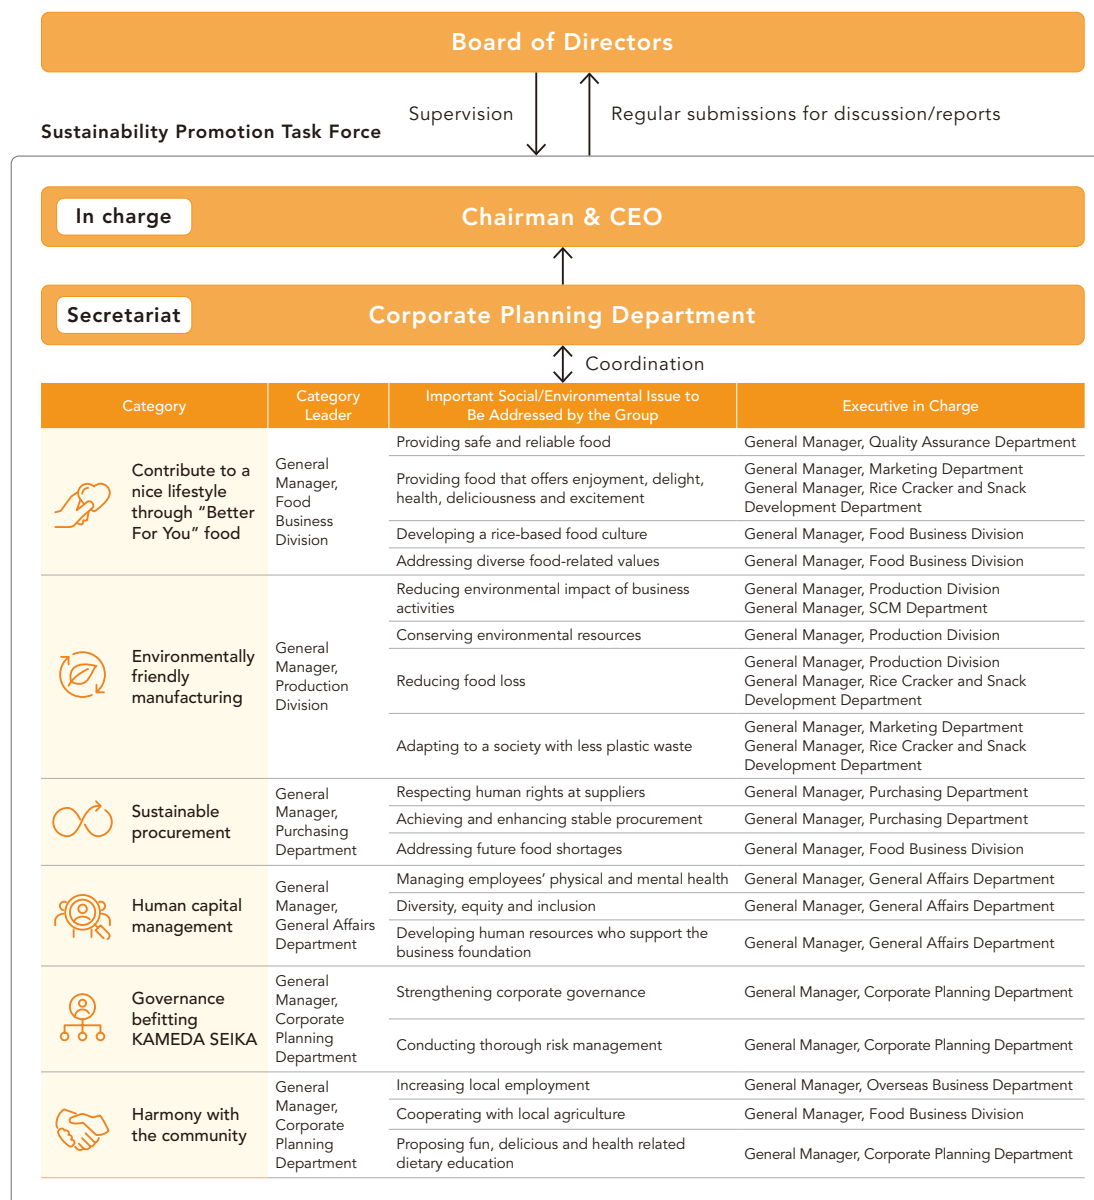 Board of Directors
Supervision
Regular submissions for discussion/reports
Sustainability Promotion Task Force
In charge
Chairman & CEO
Secretariat
Corporate Planning Department
Coordination
Category
Category
Leader
Important Social/Environmental Issue to
Be Addressed by the Group
Executive in Charge
Contribute to a
nice lifestyle
through “Better
For You” food
General
Manager,
Food
Business
Division
Providing safe and reliable food
General Manager, Quality Assurance Department
Providing food that offers enjoyment, delight,
health, deliciousness and excitement
General Manager, Marketing Department
General Manager, Rice Cracker and Snack
Development Department
Developing a rice-based food culture
General Manager, Food Business Division
Addressing diverse food-related values
General Manager, Food Business Division
Environmentally
friendly
manufacturing
General
Manager,
Production
Division
Reducing environmental impact of business
activities
General Manager, Production Division
General Manager, SCM Department
Conserving environmental resources
General Manager, Production Division
Reducing food loss
General Manager, Production Division
General Manager, Rice Cracker and Snack
Development Department
Adapting to a society with less plastic waste
General Manager, Marketing Department
General Manager, Rice Cracker and Snack
Development Department
Sustainable
procurement
General
Manager,
Purchasing
Department
Respecting human rights at suppliers
General Manager, Purchasing Department
Achieving and enhancing stable procurement
General Manager, Purchasing Department
Addressing future food shortages
General Manager, Food Business Division
Human capital
management
General
Manager,
General Affairs
Department
Managing employees’ physical and mental health
General Manager, General Affairs Department
Diversity, equity and inclusion
General Manager, General Affairs Department
Developing human resources who support the
business foundation
General Manager, General Affairs Department
Governance
befitting
KAMEDA SEIKA
General
Manager,
Corporate
Planning
Department
Strengthening corporate governance
General Manager, Corporate Planning Department
Conducting thorough risk management
General Manager, Corporate Planning Department
Harmony with
the community
General
Manager,
Corporate
Planning
Department
Increasing local employment
General Manager, Overseas Business Department
Cooperating with local agriculture
General Manager, Food Business Division
Proposing fun, delicious and health related
dietary education
General Manager, Corporate Planning Department